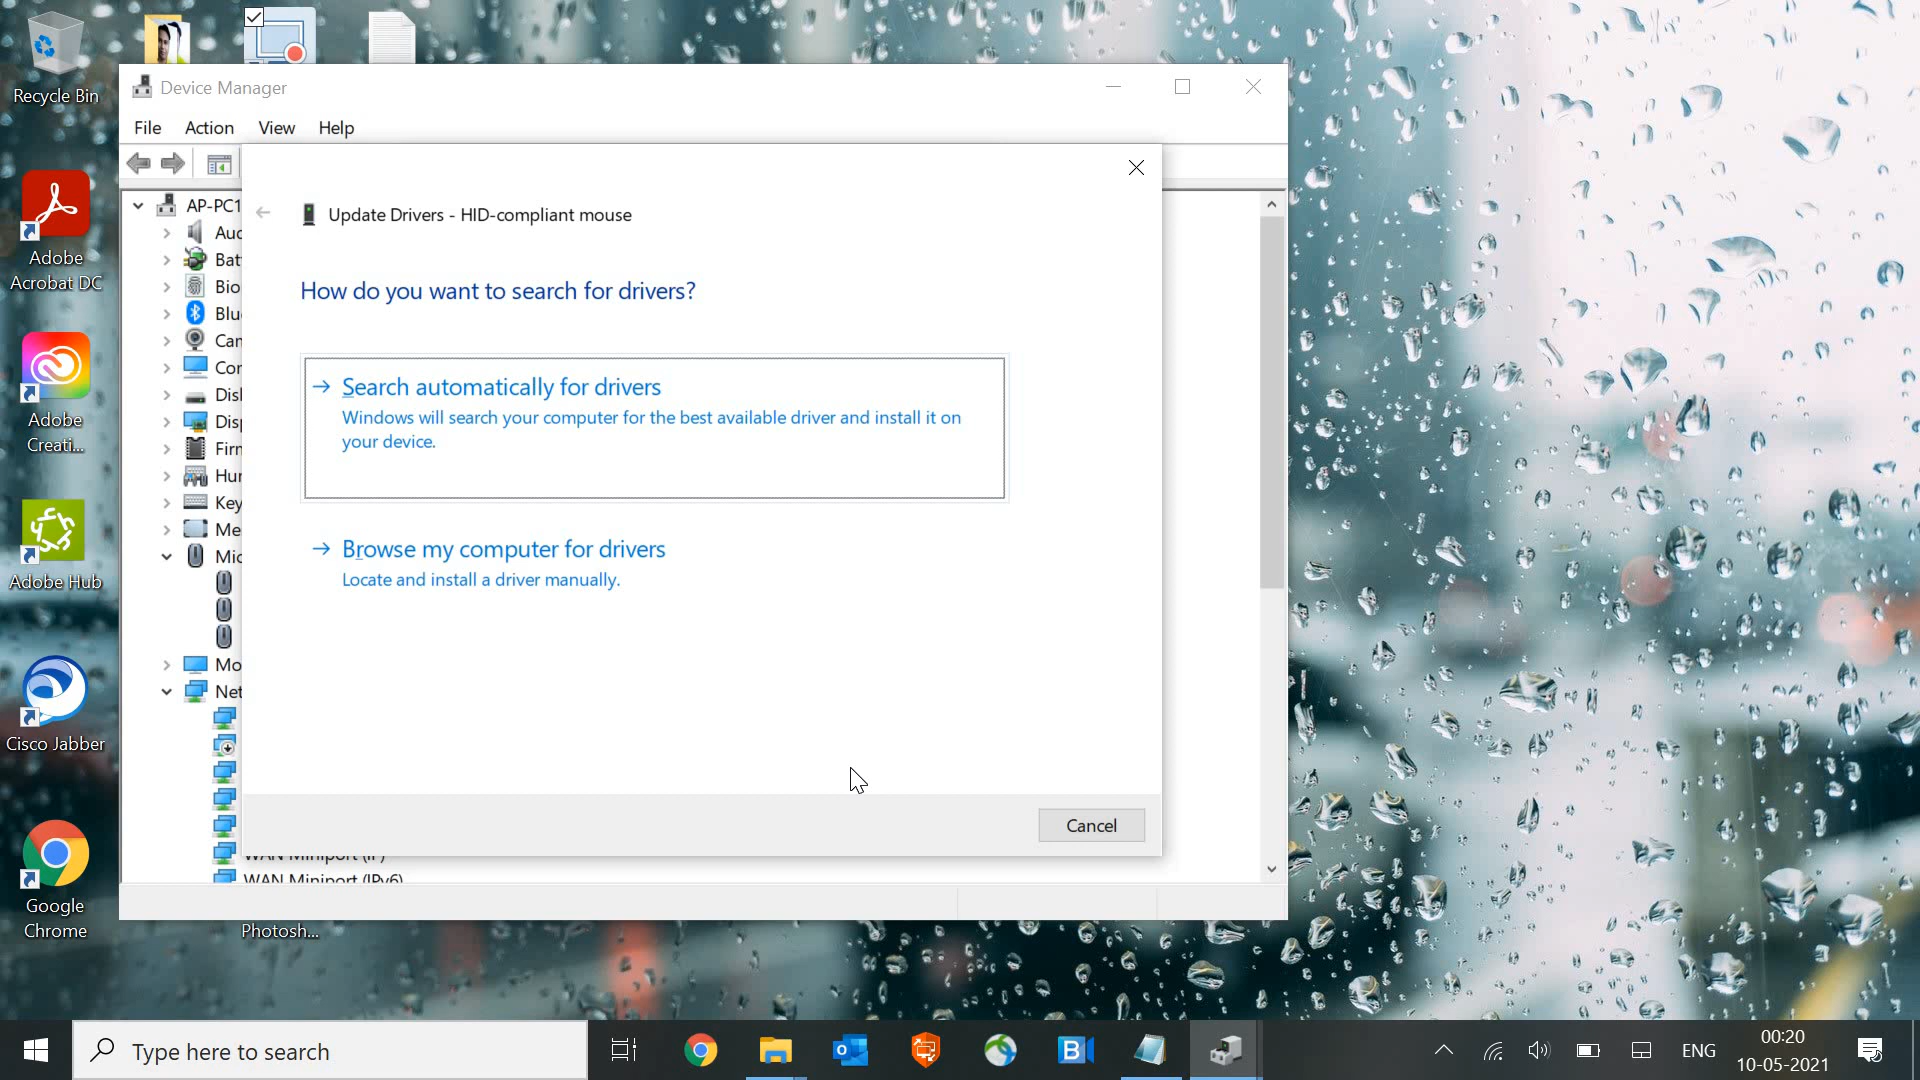 Recycle Bin
Device Manager
File Action View Help
AP-PC1
Update Drivers - HID-compliant mouse
Auc
Bat
Bio
Blu
Can
Con
Disl
Disp
Firn
Hur
Key
Me
Mic
Mo
Net
How do you want to search for drivers?
Search automatically for drivers
Windows will search your computer for the best available driver and install it on
your device.
Browse my computer for drivers
Locate and install a driver manually.
Cancel
WAN Miniport (IP)
WAN Miniport (IPv6)
Adobe
Acrobat DC
Adobe
Creati...
Adobe Hub
Cisco Jabber
Google
Chrome
Photosh...
Type here to search
ENG
00:20
10-05-2021